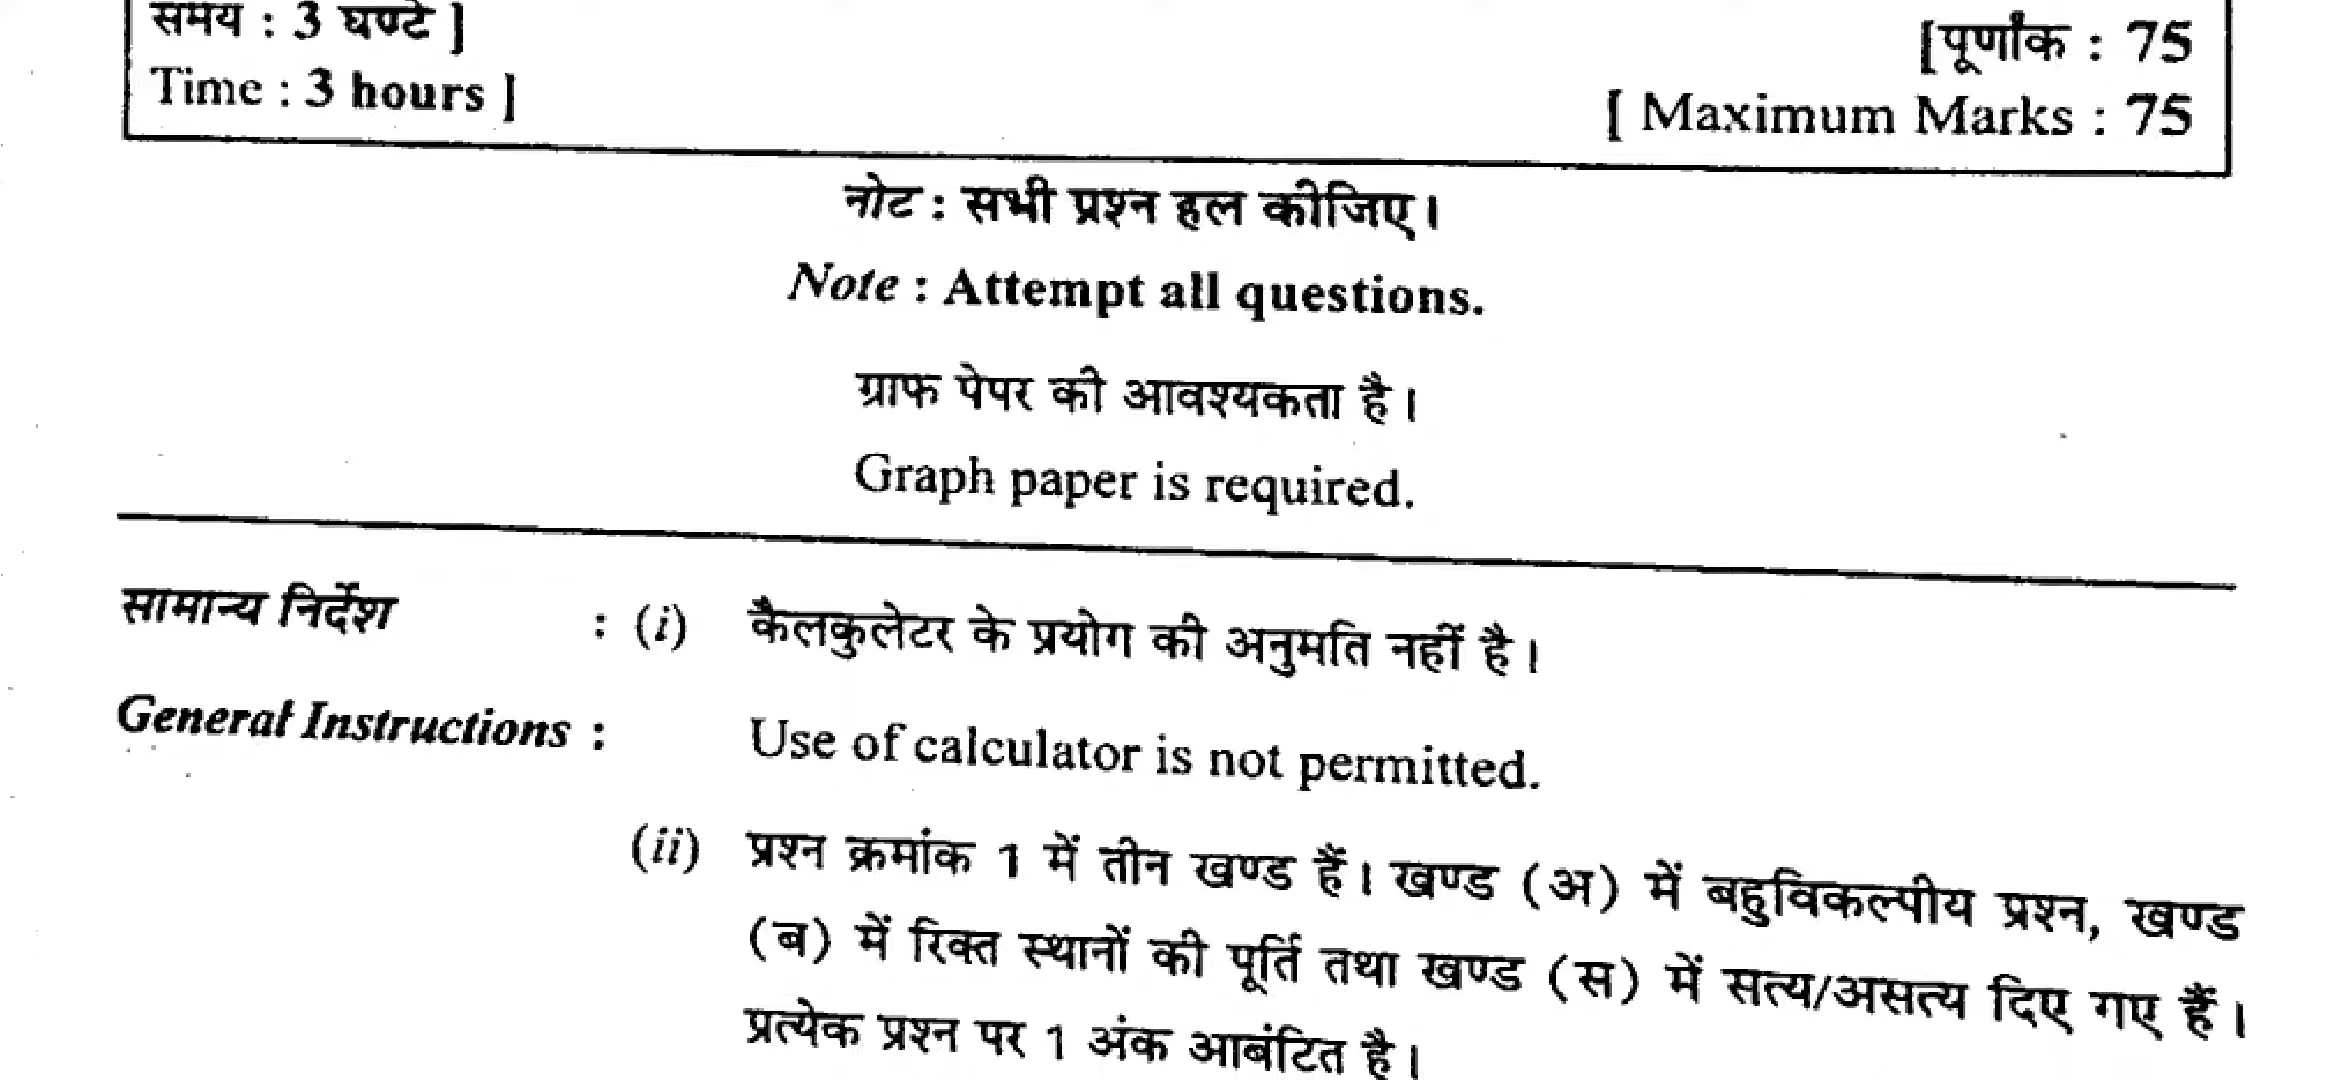 समय : 3 घण्टे ]
[पूर्णांक : 75
Time : 3 hours ]
[ Maximum Marks : 75
नोट : सभी प्रश्न हल कीजिए।
Note : Attempt all questions.
ग्राफ पेपर की आवश्यकता है।
Graph paper is required.
सामान्य निर्देश : (i) कैलकुलेटर के प्रयोग की अनुमति नहीं है।
General Instructions : Use of calculator is not permitted.
(ii) प्रश्न क्रमांक 1 में तीन खण्ड हैं। खण्ड (अ) में बहुविकल्पीय प्रश्न, खण्ड
(ब) में रिक्त स्थानों की पूर्ति तथा खण्ड (स) में सत्य/असत्य दिए गए हैं।
प्रत्येक प्रश्न पर 1 अंक आबंटित है।